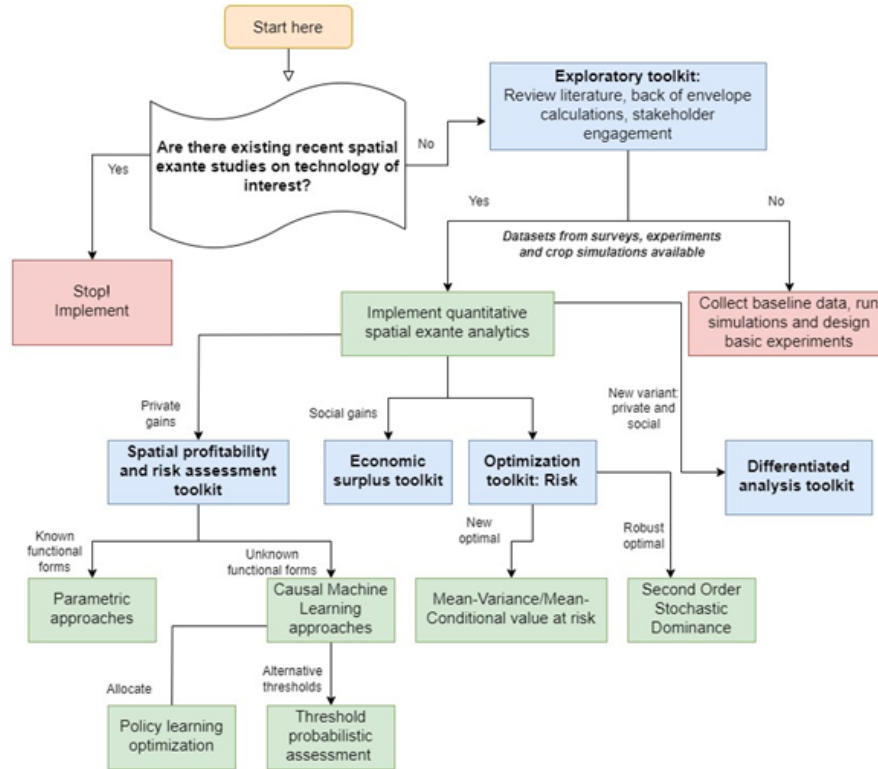 Start here
Exploratory toolkit:
Review literature, back of envelope
calculations, stakeholder
engagement
Are there existing recent spatial
exante studies on technology of
interest?
No
Yes
Yes
No
Datasets from surveys, experiments
and crop simulations available
Stop!
Implement
Implement quantitative
spatial exante analytics
Collect baseline data, run
simulations and design
basic experiments
Private
gains
Social gains
New variant:
private and
social
Spatial profitability
and risk assessment
toolkit
Economic
surplus toolkit
Optimization
toolkit: Risk
Differentiated
analysis toolkit
Known
functional
forms
Unknown
functional forms
New
optimal
Robust
optimal
Parametric
approaches
Causal Machine
Learning
approaches
Mean-Variance/Mean-
Conditional value at risk
Second Order
Stochastic
Dominance
Allocate
Alternative
thresholds
Policy learning
optimization
Threshold
probabilistic
assessment